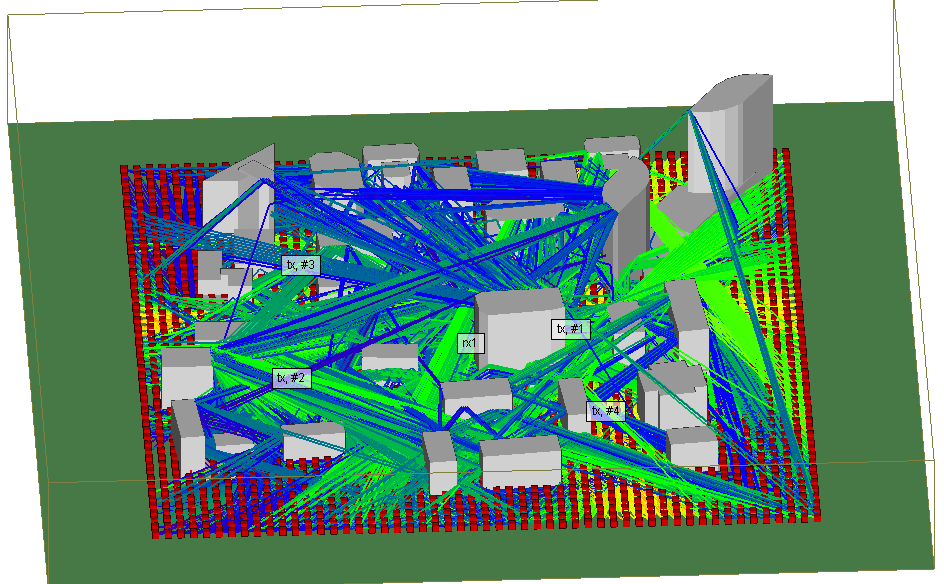 tx, #3
tx, #1
rx1
tx, #2
tx, #4